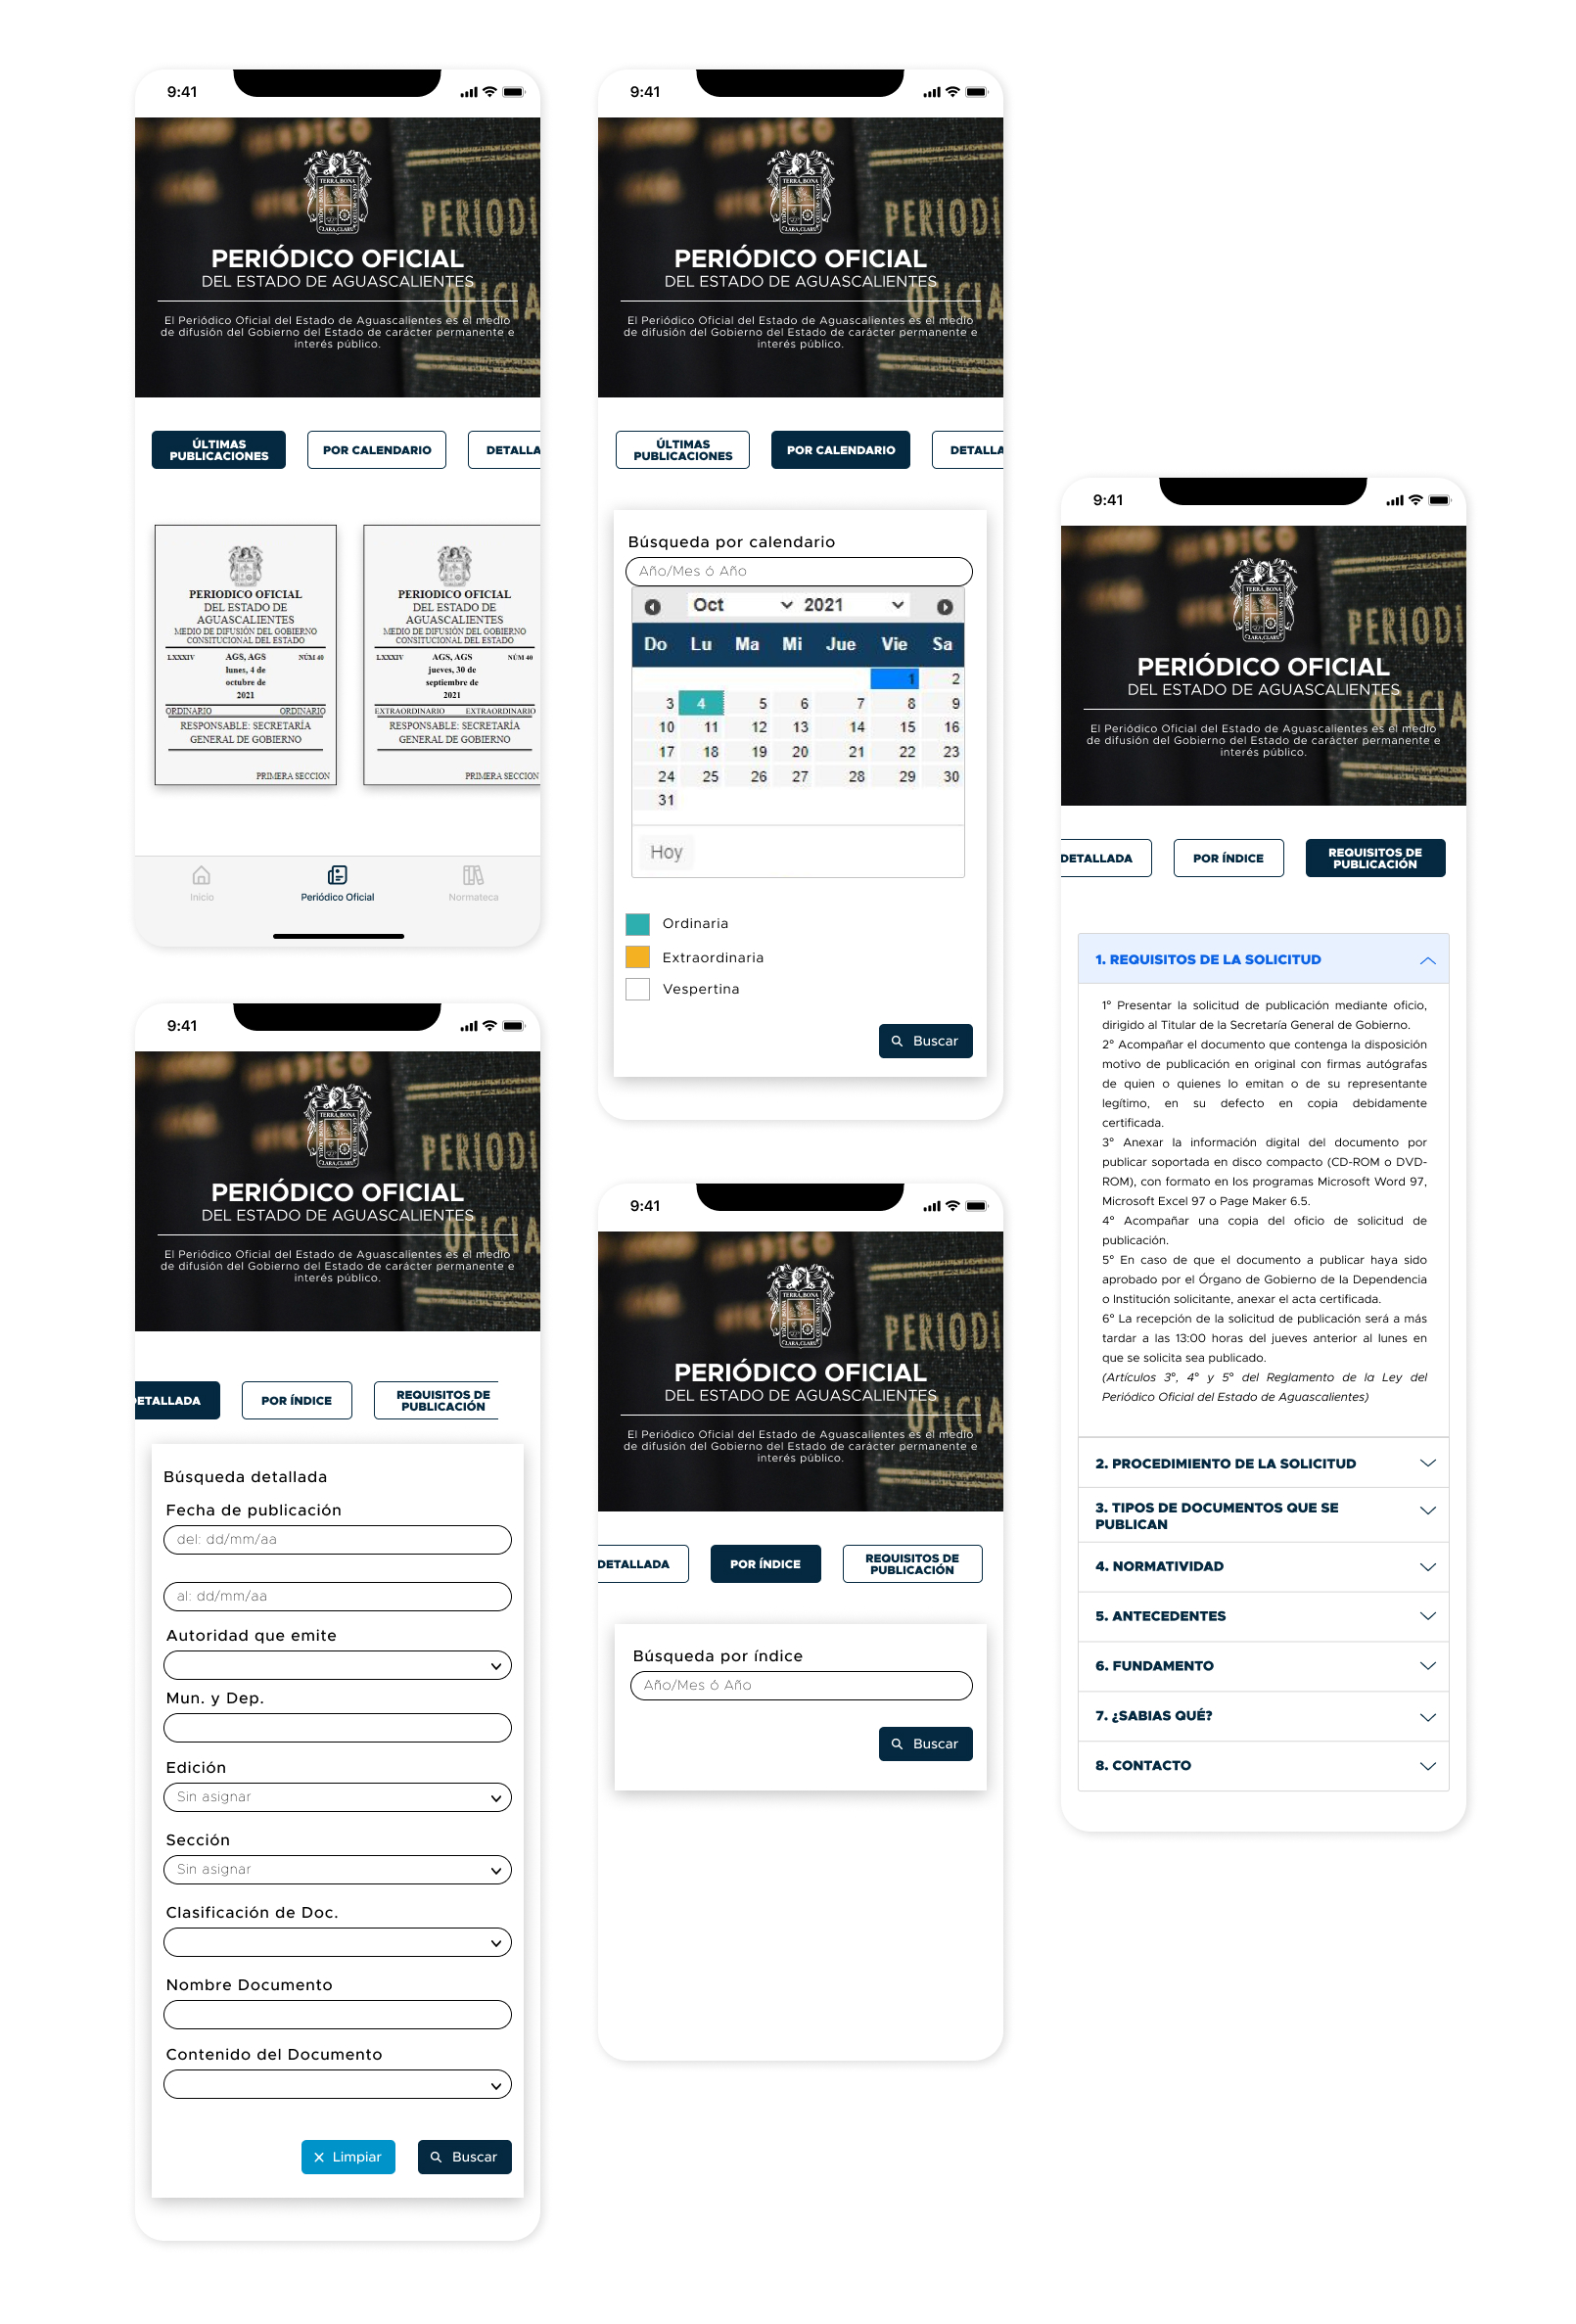 9:41
PERIÓDICO OFICIAL
DEL ESTADO DE AGUASCALIENTES
El Periódico Oficial del Estado de Aguascalientes es el medio
de difusión del Gobierno del Estado de carácter permanente e
interés público.
ÚLTIMAS
PUBLICACIONES
POR CALENDARIO
DETALLA
PERIODICO OFICIAL
DEL ESTADO DE
AGUASCALIENTES
MEDIO DE DIFUSIÓN DEL GOBIERNO
CONSITUCIONAL DEL ESTADO
LXXXIV AGS, AGS NÚM 40
lunes, 4 de
octubre de
2021
ORDINARIO ORDINARIO
RESPONSABLE: SECRETARÍA
GENERAL DE GOBIERNO
PRIMERA SECCION
PERIODICO OFICIAL
DEL ESTADO DE
AGUASCALIENTES
MEDIO DE DIFUSIÓN DEL GOBIERNO
CONSITUCIONAL DEL ESTADO
LXXXIV AGS, AGS NÚM 40
jueves, 30 de
septiembre de
2021
EXTRAORDINARIO EXTRAORDINARIO
RESPONSABLE: SECRETARÍA
GENERAL DE GOBIERNO
PRIMERA SECCION
Inicio
Periódico Oficial
Normateca
9:41
PERIÓDICO OFICIAL
DEL ESTADO DE AGUASCALIENTES
El Periódico Oficial del Estado de Aguascalientes es el medio
de difusión del Gobierno del Estado de carácter permanente e
interés público.
ÚLTIMAS
PUBLICACIONES
POR CALENDARIO
DETALLA
Búsqueda por calendario
Año/Mes ó Año
Oct 2021
Do Lu Ma Mi Jue Vie Sa
1 2
3 4 5 6 7 8 9
10 11 12 13 14 15 16
17 18 19 20 21 22 23
24 25 26 27 28 29 30
31
Hoy
Ordinaria
Extraordinaria
Vespertina
Buscar
9:41
PERIÓDICO OFICIAL
DEL ESTADO DE AGUASCALIENTES
El Periódico Oficial del Estado de Aguascalientes es el medio
de difusión del Gobierno del Estado de carácter permanente e
interés público.
DETALLADA
POR ÍNDICE
REQUISITOS DE
PUBLICACIÓN
1. REQUISITOS DE LA SOLICITUD
1° Presentar la solicitud de publicación mediante oficio,
dirigido al Titular de la Secretaría General de Gobierno.
2° Acompañar el documento que contenga la disposición
motivo de publicación en original con firmas autógrafas
de quien o quienes lo emitan o de su representante
legítimo, en su defecto en copia debidamente
certificada.
3° Anexar la información digital del documento por
publicar soportada en disco compacto (CD-ROM o DVD-
ROM), con formato en los programas Microsoft Word 97,
Microsoft Excel 97 o Page Maker 6.5.
4° Acompañar una copia del oficio de solicitud de
publicación.
5° En caso de que el documento a publicar haya sido
aprobado por el Órgano de Gobierno de la Dependencia
o Institución solicitante, anexar el acta certificada.
6° La recepción de la solicitud de publicación será a más
tardar a las 13:00 horas del jueves anterior al lunes en
que se solicita sea publicado.
(Artículos 3°, 4° y 5° del Reglamento de la Ley del
Periódico Oficial del Estado de Aguascalientes)
2. PROCEDIMIENTO DE LA SOLICITUD
3. TIPOS DE DOCUMENTOS QUE SE
PUBLICAN
4. NORMATIVIDAD
5. ANTECEDENTES
6. FUNDAMENTO
7. ¿SABIAS QUÉ?
8. CONTACTO
9:41
PERIÓDICO OFICIAL
DEL ESTADO DE AGUASCALIENTES
El Periódico Oficial del Estado de Aguascalientes es el medio
de difusión del Gobierno del Estado de carácter permanente e
interés público.
DETALLADA
POR ÍNDICE
REQUISITOS DE
PUBLICACIÓN
Búsqueda detallada
Fecha de publicación
del: dd/mm/aa
al: dd/mm/aa
Autoridad que emite
Mun. y Dep.
Edición
Sin asignar
Sección
Sin asignar
Clasificación de Doc.
Nombre Documento
Contenido del Documento
Limpiar
Buscar
9:41
PERIÓDICO OFICIAL
DEL ESTADO DE AGUASCALIENTES
El Periódico Oficial del Estado de Aguascalientes es el medio
de difusión del Gobierno del Estado de carácter permanente e
interés público.
DETALLADA
POR ÍNDICE
REQUISITOS DE
PUBLICACIÓN
Búsqueda por índice
Año/Mes ó Año
Buscar